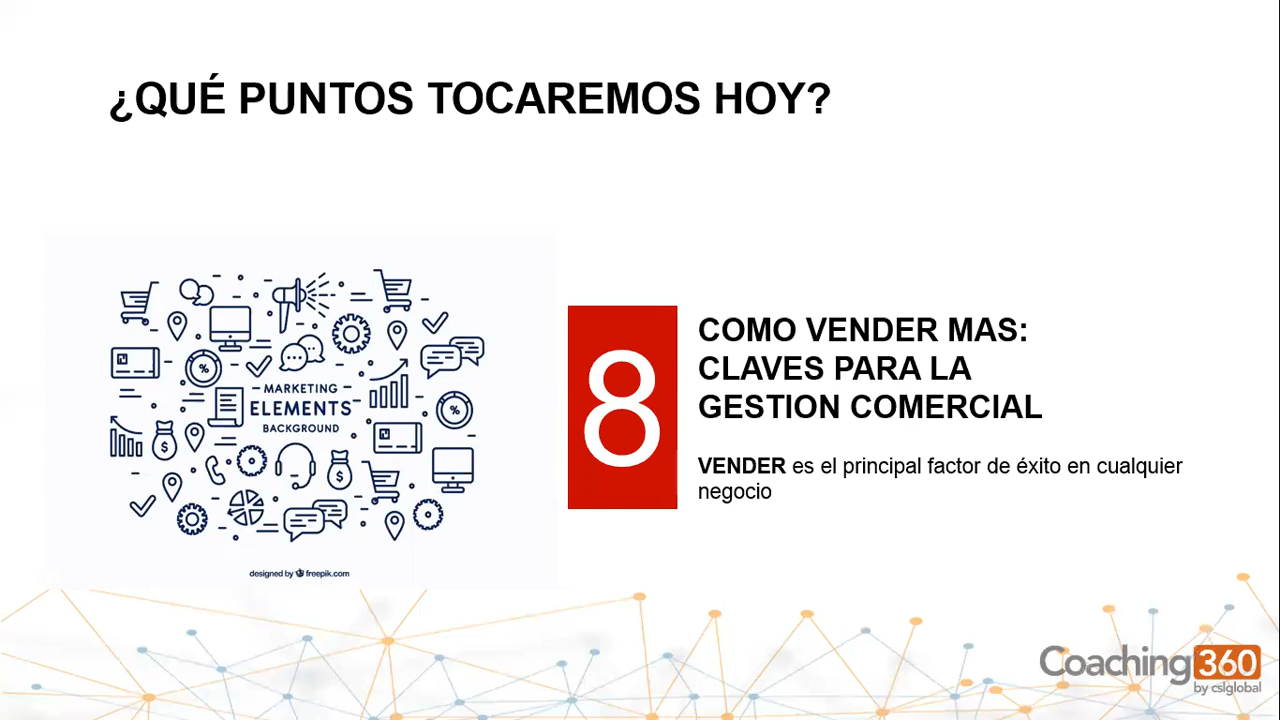 ¿QUÉ PUNTOS TOCAREMOS HOY?
MARKETING
ELEMENTS
BACKGROUND
designed by freepik.com
8
COMO VENDER MAS:
CLAVES PARA LA
GESTION COMERCIAL
VENDER es el principal factor de éxito en cualquier
negocio
Coaching360
by cslglobal